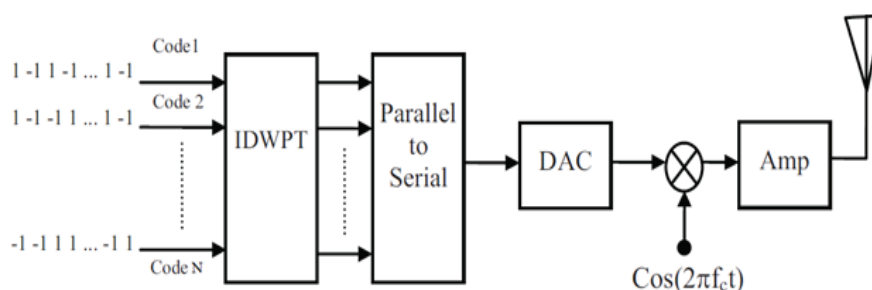 Code1
1 -1 1 -1 ... 1 -1
Code 2
1 -1 -1 1 ... 1 -1
-1 -1 1 1 ... -1 1
Code N
IDWPT
Parallel
to
Serial
DAC
Amp
Cos(2πf_ct)